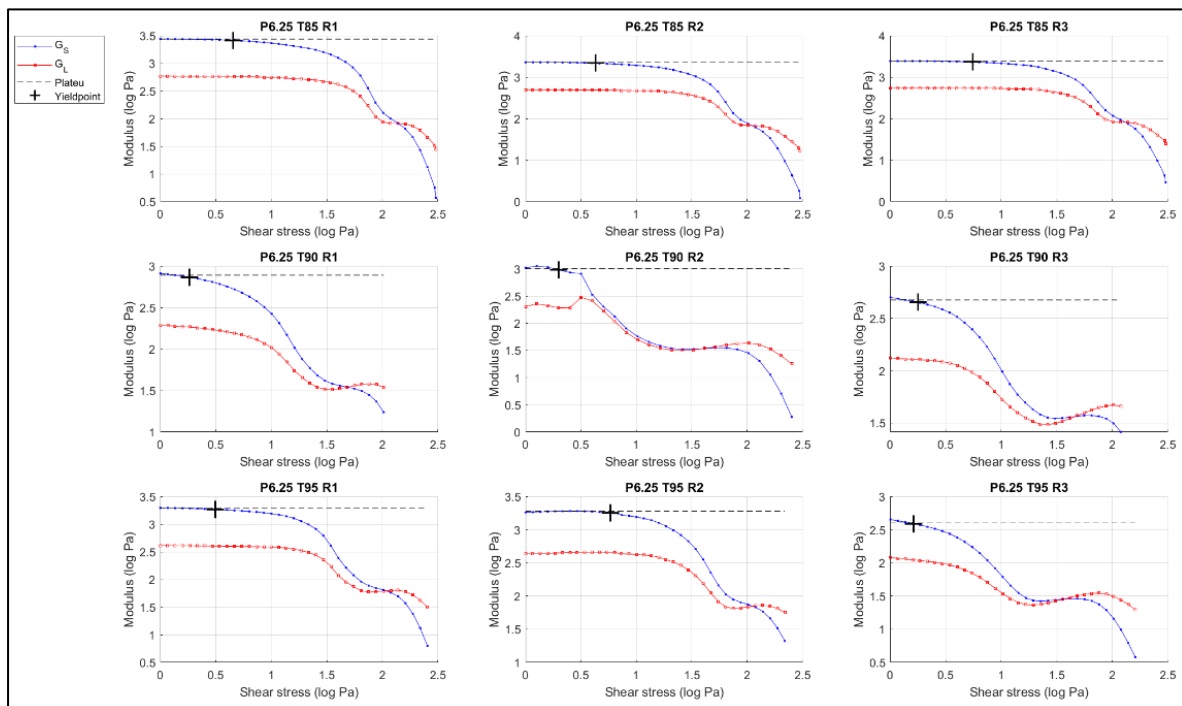 G_S
G_L
Plateu
Yieldpoint
P6.25 T85 R1
3.5
3
2.5
2
1.5
1
0.5
Modulus (log Pa)
0 0.5 1 1.5 2 2.5
Shear stress (log Pa)
P6.25 T85 R2
4
3
2
1
0
Modulus (log Pa)
0 0.5 1 1.5 2 2.5
Shear stress (log Pa)
P6.25 T85 R3
4
3
2
1
0
Modulus (log Pa)
0 0.5 1 1.5 2 2.5
Shear stress (log Pa)
P6.25 T90 R1
3
2.5
2
1.5
1
Modulus (log Pa)
0 0.5 1 1.5 2 2.5
Shear stress (log Pa)
P6.25 T90 R2
3
2.5
2
1.5
1
0.5
0
Modulus (log Pa)
0 0.5 1 1.5 2 2.5
Shear stress (log Pa)
P6.25 T90 R3
3
2.5
2
1.5
Modulus (log Pa)
0 0.5 1 1.5 2 2.5
Shear stress (log Pa)
P6.25 T95 R1
3.5
3
2.5
2
1.5
1
0.5
Modulus (log Pa)
0 0.5 1 1.5 2 2.5
Shear stress (log Pa)
P6.25 T95 R2
3.5
3
2.5
2
1.5
1
Modulus (log Pa)
0 0.5 1 1.5 2 2.5
Shear stress (log Pa)
P6.25 T95 R3
3
2.5
2
1.5
1
0.5
Modulus (log Pa)
0 0.5 1 1.5 2 2.5
Shear stress (log Pa)